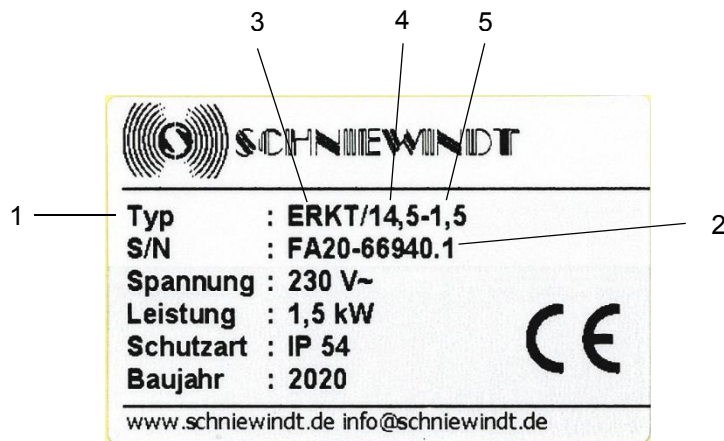 3 4 5
SCHNIEWINDT
1 Typ : ERKT/14,5-1,5
S/N : FA20-66940.1 2
Spannung : 230 V~
Leistung : 1,5 kW
Schutzart : IP 54
Baujahr : 2020
CE
www.schniewindt.de info@schniewindt.de